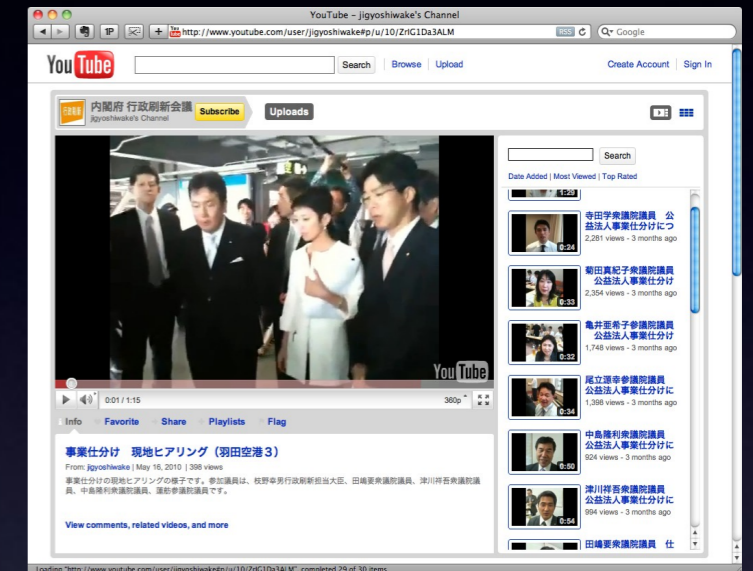 YouTube - jigyoshiwake's Channel
1P
http://www.youtube.com/user/jigyoshiwake#p/u/10/ZrIG1Da3ALM
RSS
Google
YouTube
Search
Browse
Upload
Create Account
Sign In
行政刷新
内閣府 行政刷新会議
jigyoshiwake's Channel
Subscribe
Uploads
Search
Date Added | Most Viewed | Top Rated
1:29
寺田学衆議院議員 公
益法人事業仕分けにつ
2,281 views - 3 months ago
0:24
菊田真紀子衆議院議員
公益法人事業仕分け
2,354 views - 3 months ago
0:33
亀井亜希子参議院議員
公益法人事業仕分け
1,748 views - 3 months ago
0:32
尾立源幸参議院議員
公益法人事業仕分けに
1,398 views - 3 months ago
0:34
中島隆利衆議院議員
公益法人事業仕分けに
924 views - 3 months ago
0:50
津川祥吾衆議院議員
公益法人事業仕分けに
994 views - 3 months ago
0:54
田嶋要衆議院議員 仕
YouTube
0:01 / 1:15
360p
Info
Favorite
Share
Playlists
Flag
事業仕分け 現地ヒアリング（羽田空港３）
From: jigyoshiwake | May 16, 2010 | 398 views
事業仕分けの現地ヒアリングの様子です。参加議員は、枝野幸男行政刷新担当大臣、田嶋要衆議院議員、津川祥吾衆議院議
員、中島隆利衆議院議員、蓮舫参議院議員です。
View comments, related videos, and more
Loading "http://www.youtube.com/user/jigyoshiwake#p/u/10/ZrIG1Da3ALM", completed 29 of 30 items